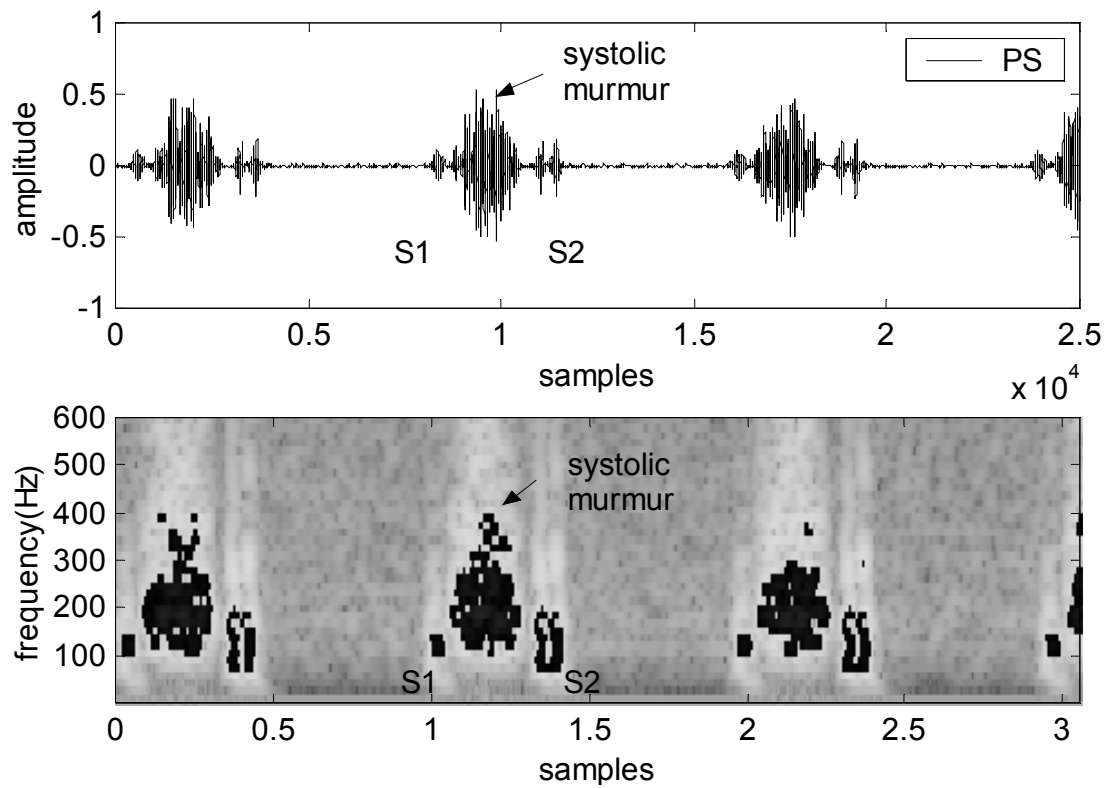 1
systolic
murmur
PS
0.5
0
-0.5
-1
amplitude
S1
S2
0 0.5 1 1.5 2 2.5
samples
x 10^4
600
500
400
300
200
100
frequency(Hz)
systolic
murmur
S1
S2
0 0.5 1 1.5 2 2.5 3
samples